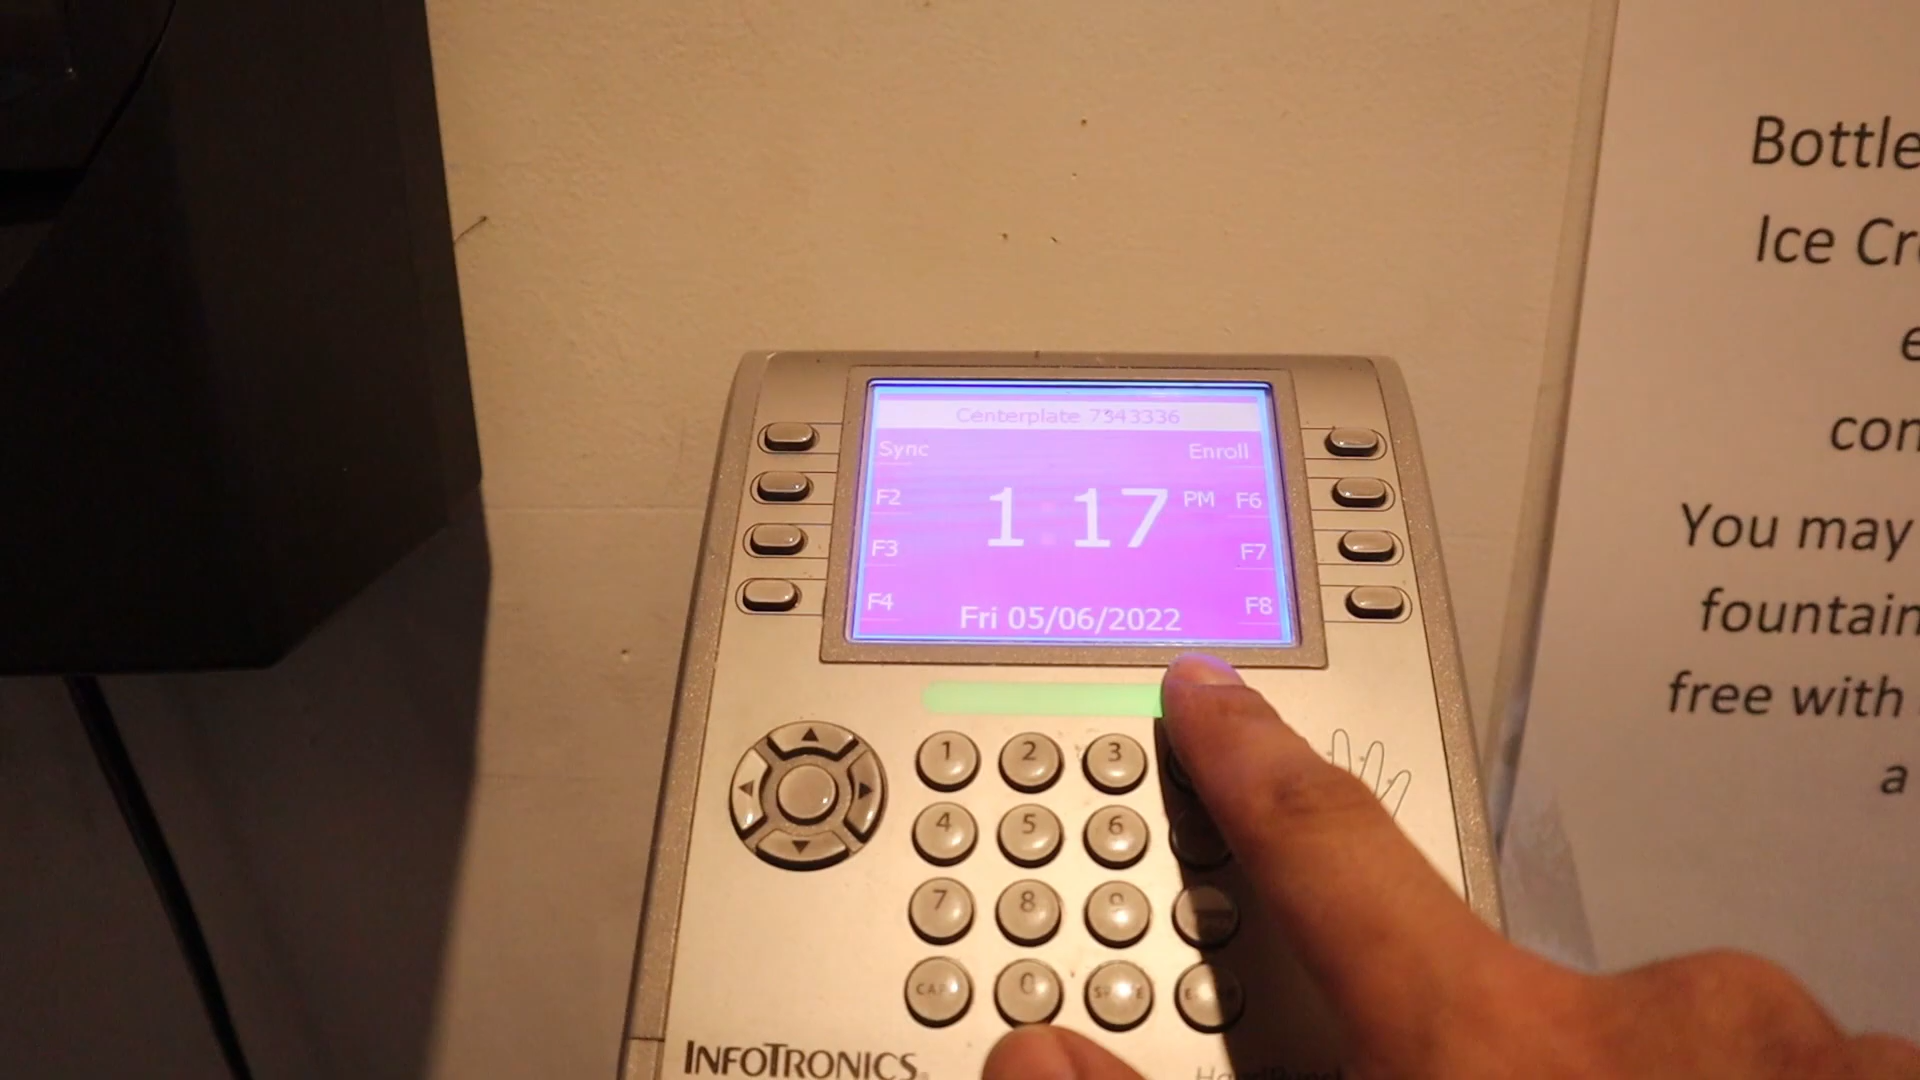 Centerplate 7343336
Sync
Enroll
F2
1:17 PM
F6
F3
F7
F4
Fri 05/06/2022
F8
1 2 3
4 5 6
7 8 9
0
INFOTRONICS
Bottle
Ice Cr
e
con
You may
fountain
free with
a